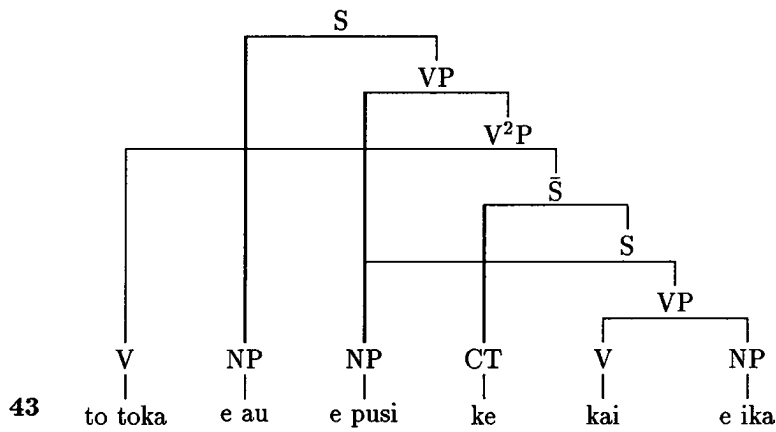 S
VP
V²P
S̄
S
VP
V NP NP CT V NP
43 to toka e au e pusi ke kai e ika